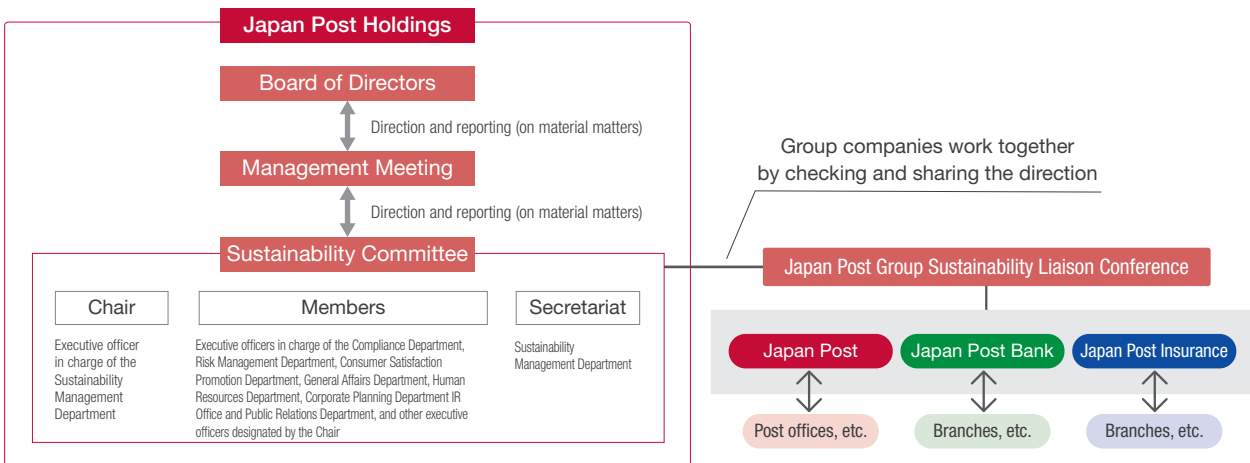 Japan Post Holdings
Board of Directors
Direction and reporting (on material matters)
Management Meeting
Direction and reporting (on material matters)
Sustainability Committee
Chair
Executive officer
in charge of the
Sustainability
Management
Department
Members
Executive officers in charge of the Compliance Department,
Risk Management Department, Consumer Satisfaction
Promotion Department, General Affairs Department, Human
Resources Department, Corporate Planning Department IR
Office and Public Relations Department, and other executive
officers designated by the Chair
Secretariat
Sustainability
Management Department
Group companies work together
by checking and sharing the direction
Japan Post Group Sustainability Liaison Conference
Japan Post
Japan Post Bank
Japan Post Insurance
Post offices, etc.
Branches, etc.
Branches, etc.